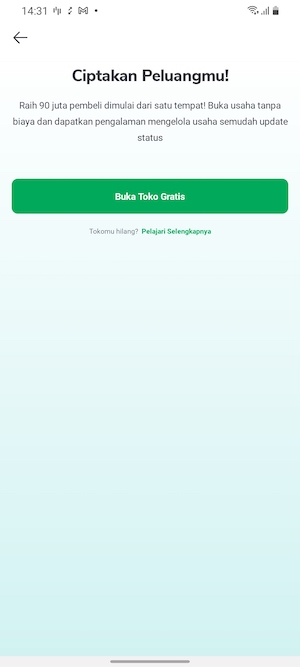 14:31
Ciptakan Peluangmu!
Raih 90 juta pembeli dimulai dari satu tempat! Buka usaha tanpa
biaya dan dapatkan pengalaman mengelola usaha semudah update
status
Buka Toko Gratis
Tokomu hilang? Pelajari Selengkapnya